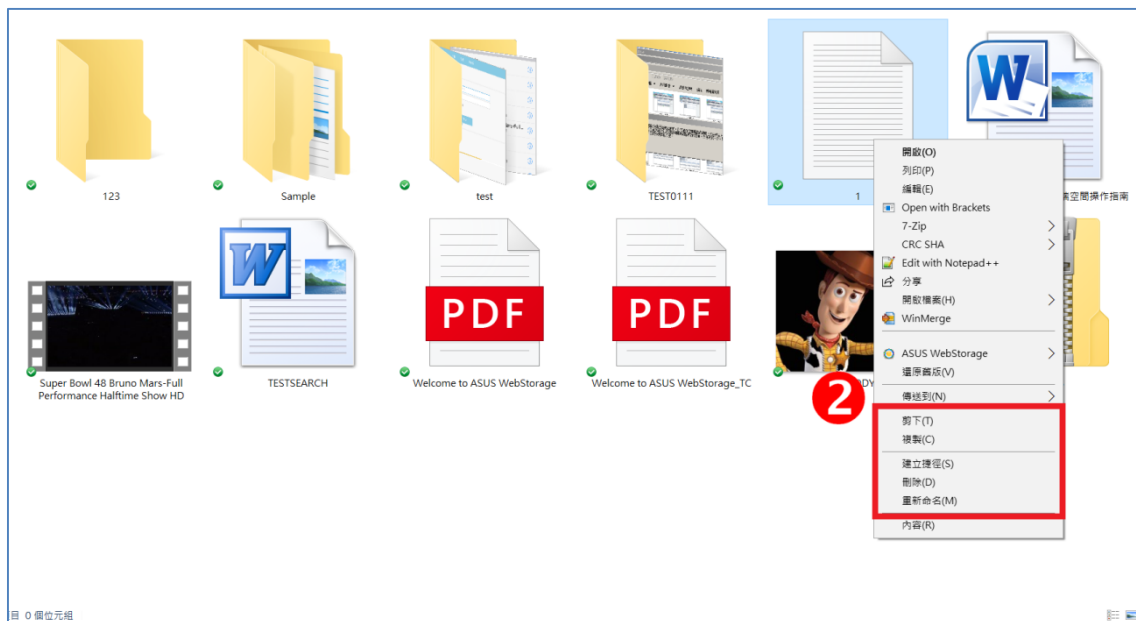 123
Sample
test
TEST0111
1
空間操作指南
Super Bowl 48 Bruno Mars-Full
Performance Halftime Show HD
TESTSEARCH
PDF
Welcome to ASUS WebStorage
PDF
Welcome to ASUS WebStorage_TC
開啟(O)
列印(P)
編輯(E)
Open with Brackets
7-Zip
CRC SHA
Edit with Notepad++
分享
開啟檔案(H)
WinMerge
ASUS WebStorage
還原舊版(V)
傳送到(N)
2
剪下(T)
複製(C)
建立捷徑(S)
刪除(D)
重新命名(M)
內容(R)
目 0 個位元組